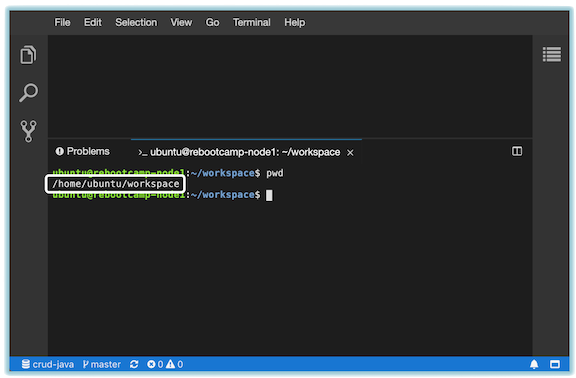 File Edit Selection View Go Terminal Help
Problems >_ ubuntu@rebootcamp-node1: ~/workspace ×
ubuntu@rebootcamp-node1:~/workspace$ pwd
/home/ubuntu/workspace
ubuntu@rebootcamp-node1:~/workspace$
crud-java master 0 0